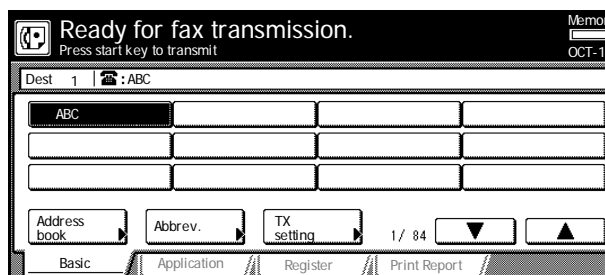 Ready for fax transmission.
Press start key to transmit
Memor
OCT-1
Dest 1 ☎:ABC
ABC
Address
book
Abbrev.
TX
setting
1/ 84
Basic
Application
Register
Print Report